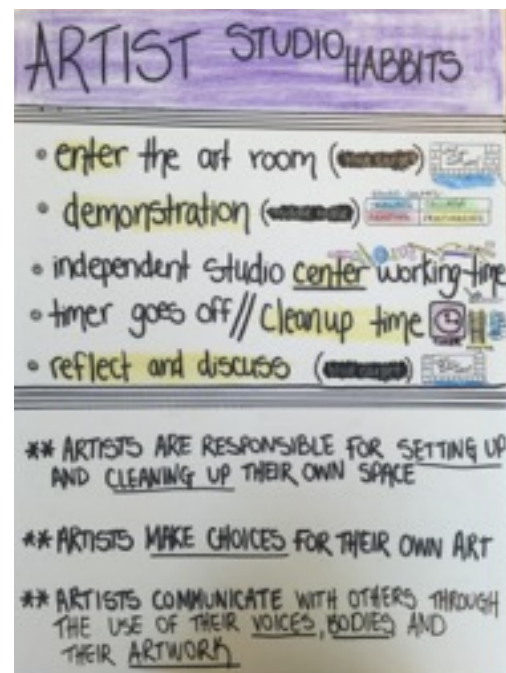 ARTIST STUDIO HABBITS
• enter the art room ( )
• demonstration ( )
• independent studio center working-time
• timer goes off // Cleanup time
• reflect and discuss ( )
** ARTISTS ARE RESPONSIBLE FOR SETTING UP
AND CLEANING UP THEIR OWN SPACE
** ARTISTS MAKE CHOICES FOR THEIR OWN ART
** ARTISTS COMMUNICATE WITH OTHERS THROUGH
THE USE OF THEIR VOICES, BODIES AND
THEIR ARTWORK